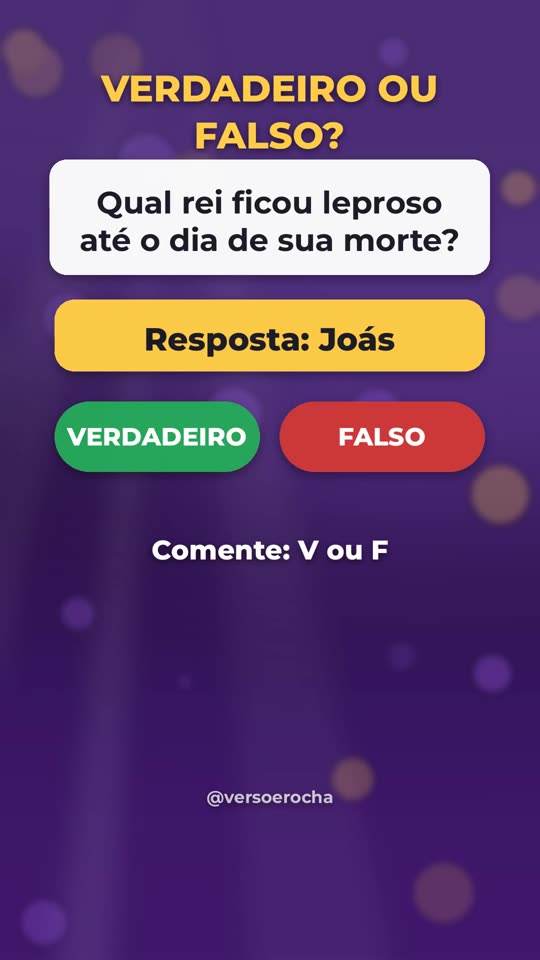 VERDADEIRO OU
FALSO?
Qual rei ficou leproso
até o dia de sua morte?
Resposta: Joás
VERDADEIRO
FALSO
Comente: V ou F
@versoerocha